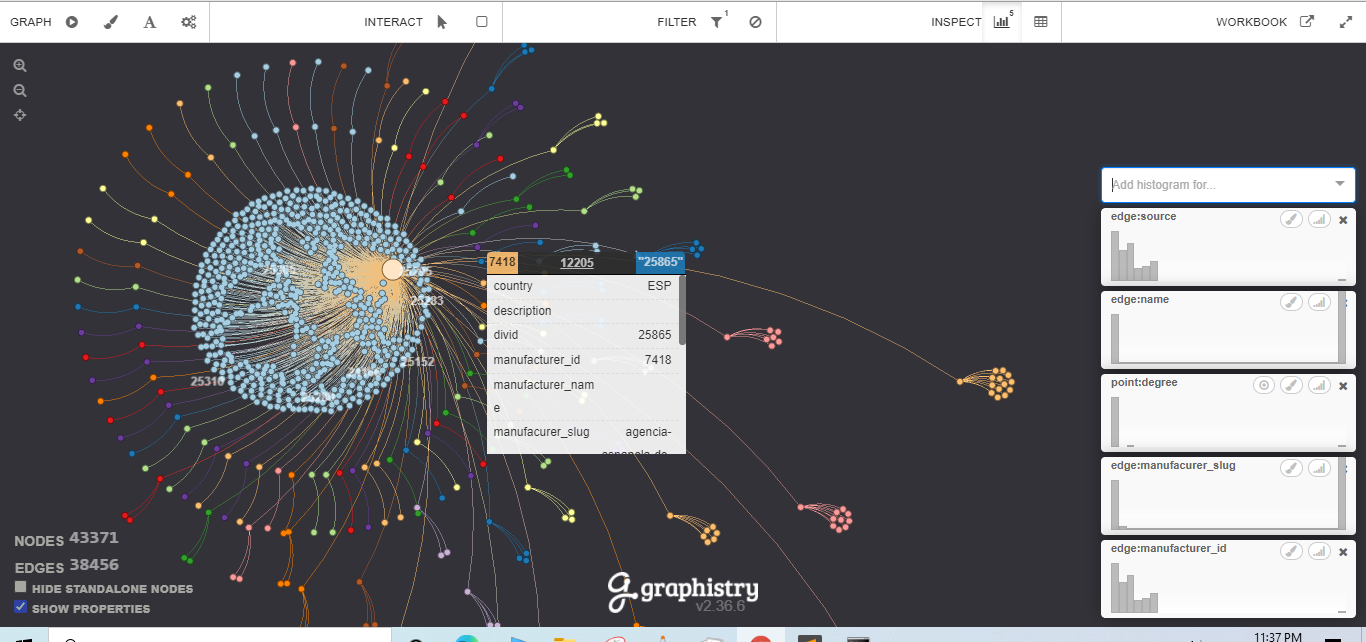 GRAPH
INTERACT
FILTER
1
INSPECT
5
WORKBOOK
Add histogram for...
edge:source
edge:name
point:degree
edge:manufacurer_slug
edge:manufacturer_id
7418 12205 "25865"
country ESP
description
divid 25865
manufacturer_id 7418
manufacturer_nam
e
manufacurer_slug agencia-
espanola-de-
25283
25152
25310
NODES 43371
EDGES 38456
HIDE STANDALONE NODES
SHOW PROPERTIES
graphistry
v2.36.6
11:37 PM